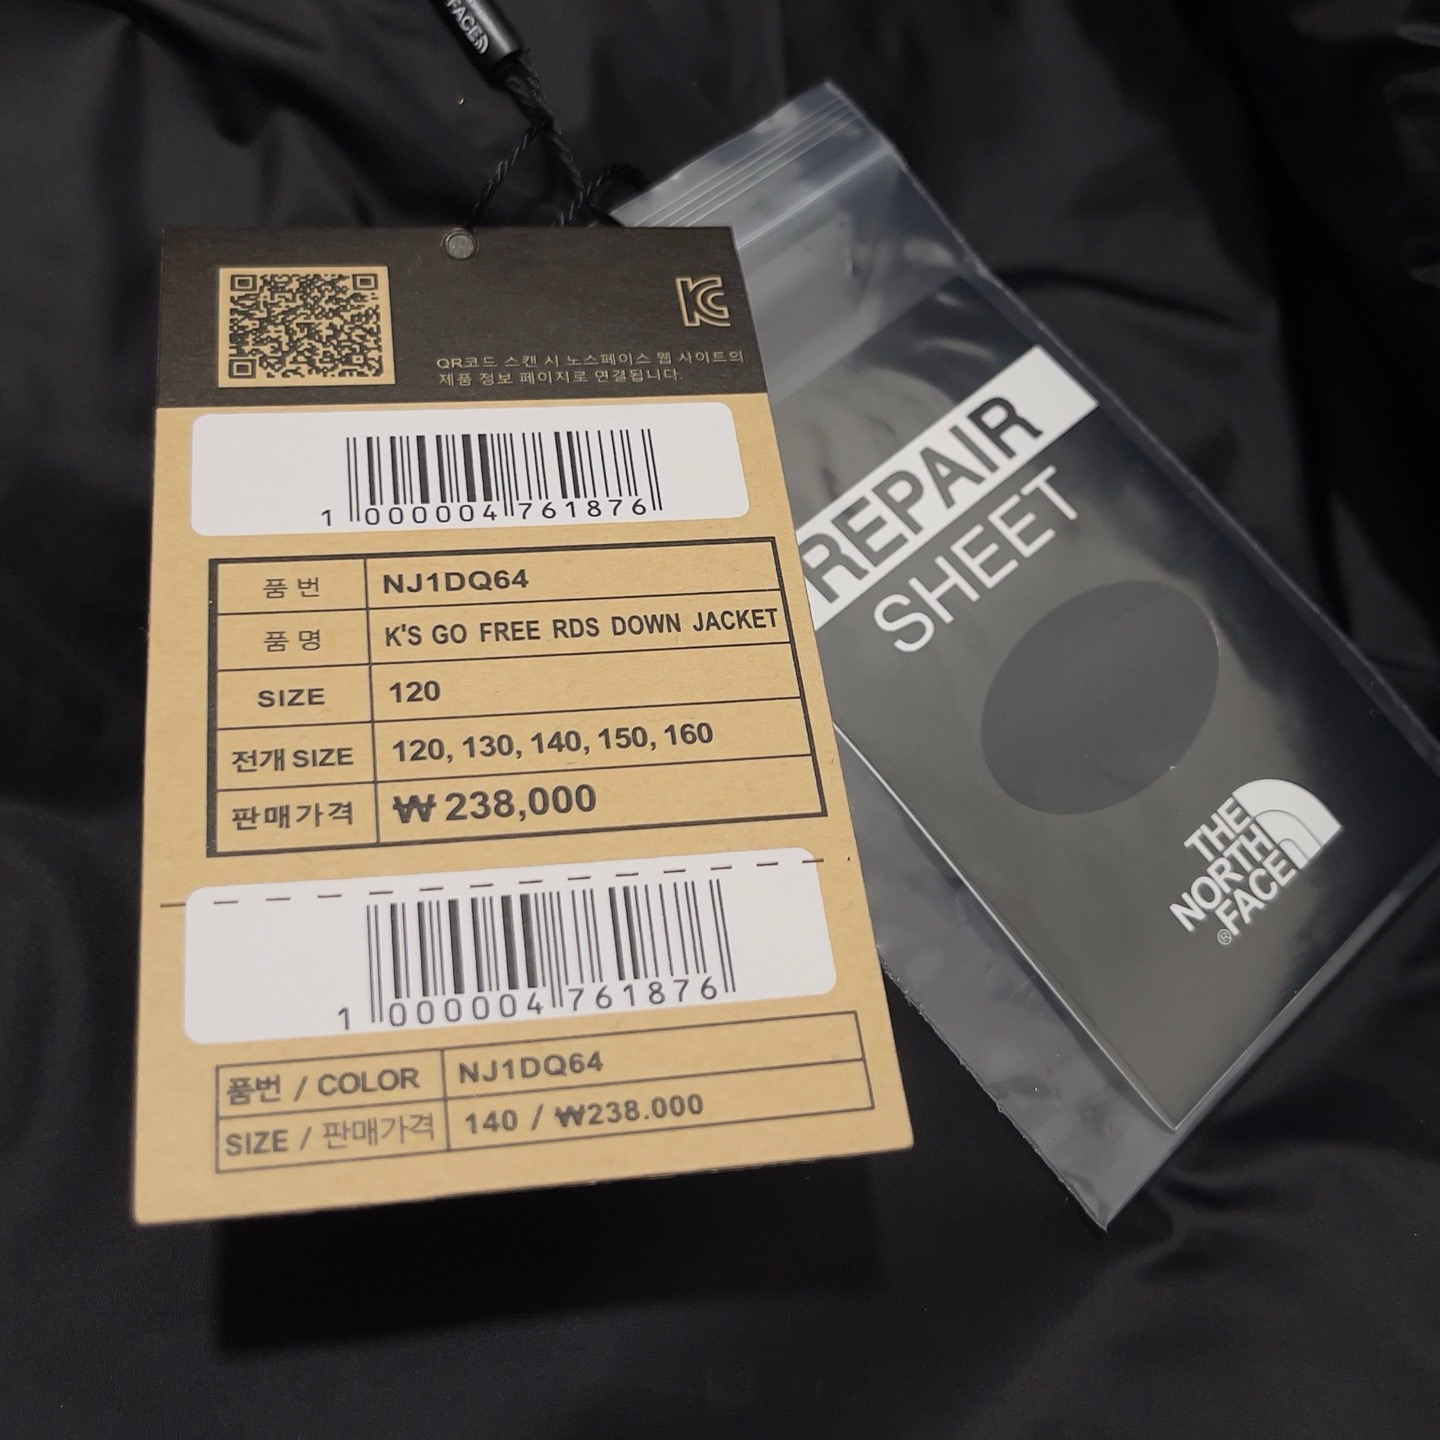 FACE
QR코드 스캔 시 노스페이스 웹 사이트의
제품 정보 페이지로 연결됩니다.
1 000004 761876
품번 NJ1DQ64
품명 K'S GO FREE RDS DOWN JACKET
SIZE 120
전개 SIZE 120, 130, 140, 150, 160
판매가격 ₩ 238,000
1 000004 761876
품번 / COLOR NJ1DQ64
SIZE / 판매가격 140 / ₩238.000
REPAIR
SHEET
THE
NORTH
FACE®